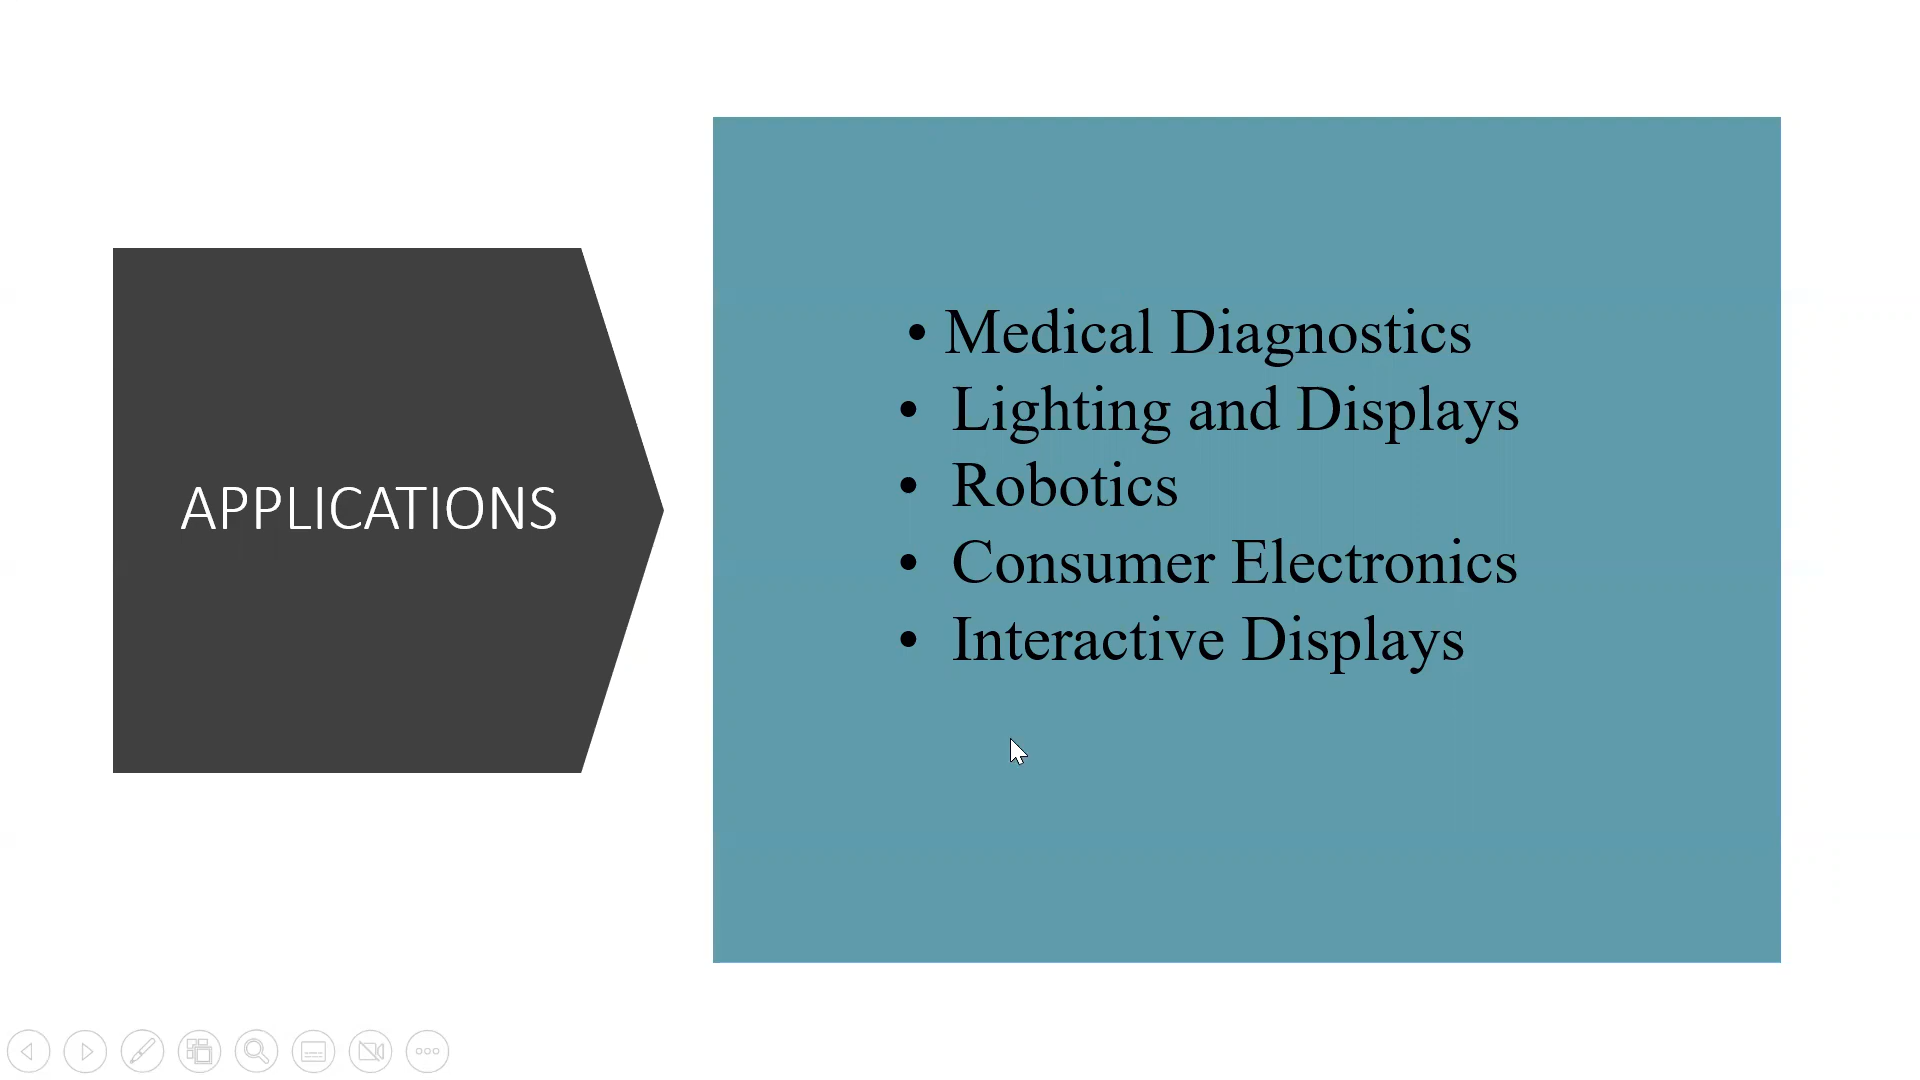 APPLICATIONS
• Medical Diagnostics
• Lighting and Displays
• Robotics
• Consumer Electronics
• Interactive Displays